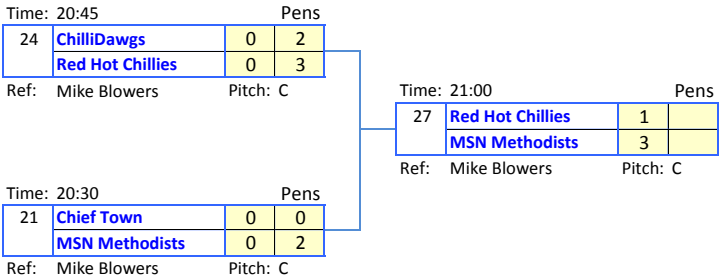 Time: 20:45 Pens
24 ChilliDawgs 0 2
Red Hot Chillies 0 3
Ref: Mike Blowers Pitch: C
Time: 21:00 Pens
27 Red Hot Chillies 1
MSN Methodists 3
Ref: Mike Blowers Pitch: C
Time: 20:30 Pens
21 Chief Town 0 0
MSN Methodists 0 2
Ref: Mike Blowers Pitch: C